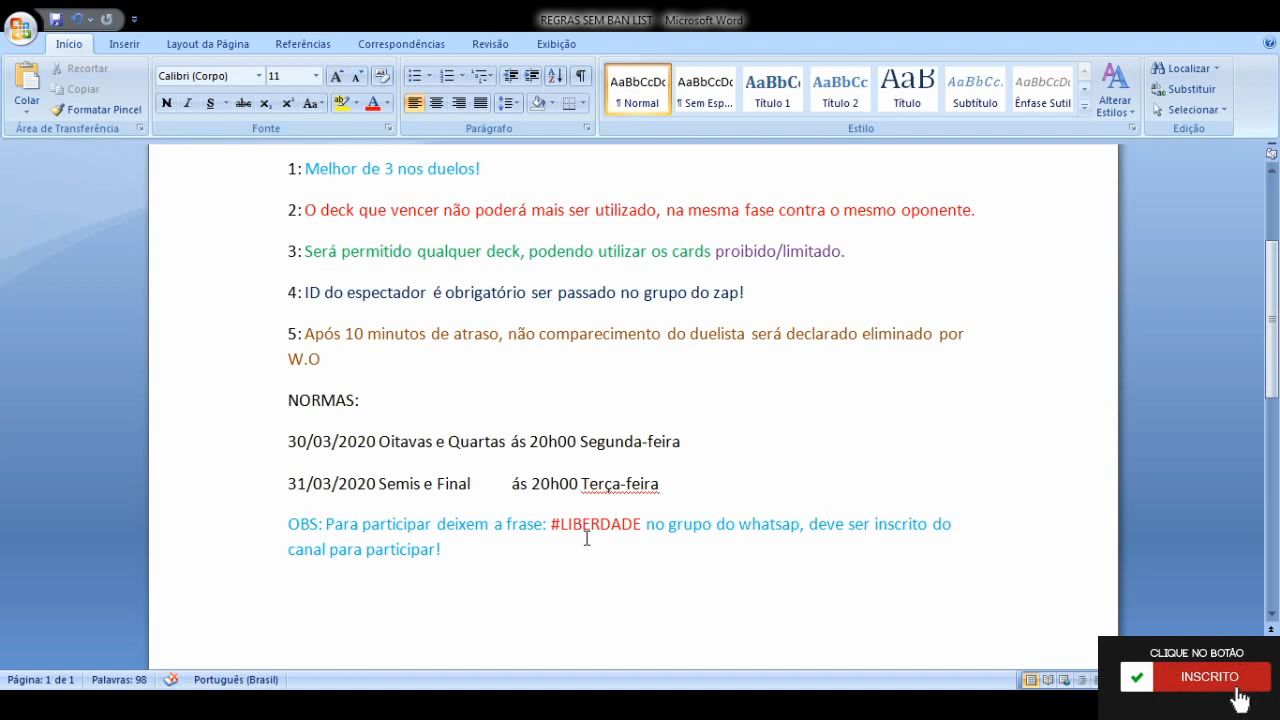 REGRAS SEM BAN LIST - Microsoft Word
Início Inserir Layout da Página Referências Correspondências Revisão Exibição
Colar
Recortar
Copiar
Formatar Pincel
Área de Transferência
Calibri (Corpo) 11
N I S abc x₂ x² Aa A
Fonte
Parágrafo
AaBbCcDc AaBbCcDc AaBbC AaBbCc AaB AaBbCc. AaBbCcDc
¶ Normal ¶ Sem Esp... Título 1 Título 2 Título Subtítulo Ênfase Sutil
Alterar Estilos
Estilo
Localizar
Substituir
Selecionar
Edição
1: Melhor de 3 nos duelos!
2: O deck que vencer não poderá mais ser utilizado, na mesma fase contra o mesmo oponente.
3: Será permitido qualquer deck, podendo utilizar os cards proibido/limitado.
4: ID do espectador é obrigatório ser passado no grupo do zap!
5: Após 10 minutos de atraso, não comparecimento do duelista será declarado eliminado por
W.O
NORMAS:
30/03/2020 Oitavas e Quartas ás 20h00 Segunda-feira
31/03/2020 Semis e Final ás 20h00 Terça-feira
OBS: Para participar deixem a frase: #LIBERDADE no grupo do whatsap, deve ser inscrito do
canal para participar!
Página: 1 de 1 Palavras: 98 Português (Brasil)
CLIQUE NO BOTÃO
INSCRITO